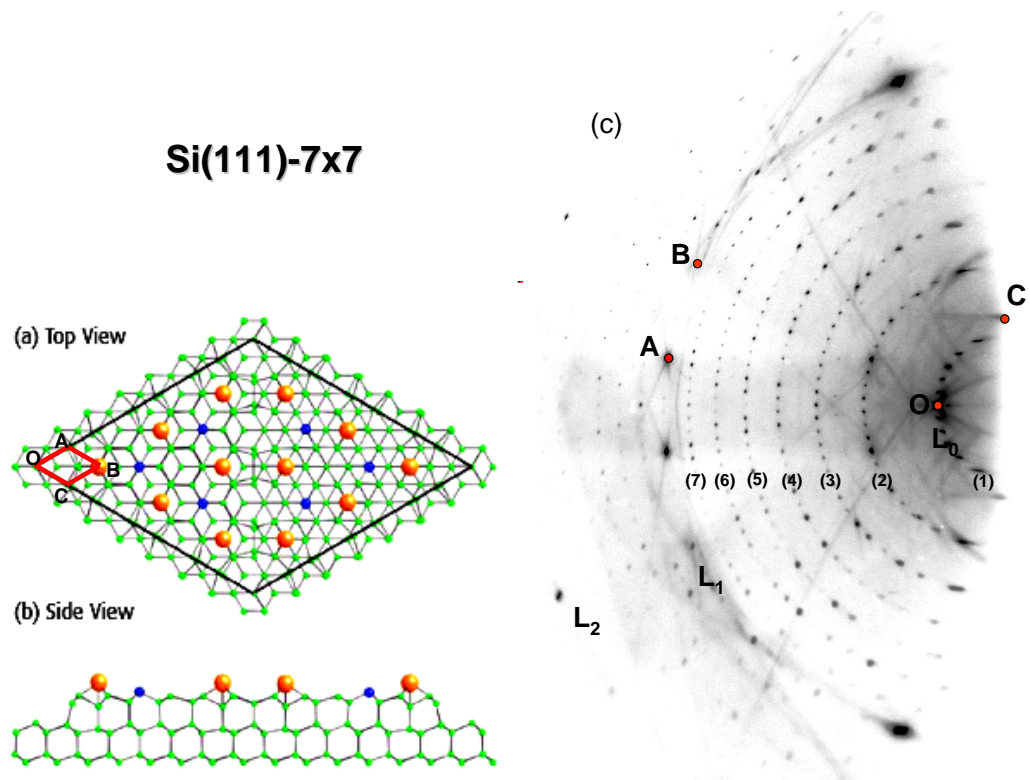 Si(111)-7x7
(a) Top View
A
O
B
C
(b) Side View
(c)
B
C
A
O
L0
(7) (6) (5) (4) (3) (2) (1)
L1
L2